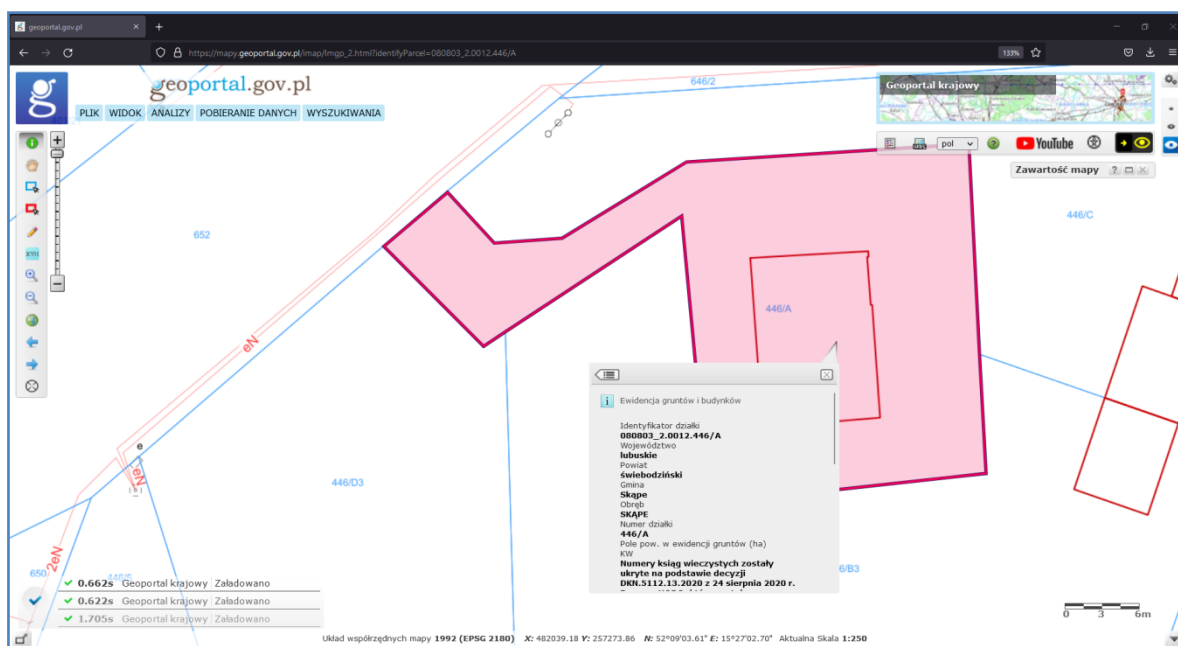 geoportal.gov.pl
https://mapy.geoportal.gov.pl/imap/Imgp_2.html?identifyParcel=080803_2.0012.446/A
133%
geoportal.gov.pl
PLIK WIDOK ANALIZY POBIERANIE DANYCH WYSZUKIWANIA
Geoportal krajowy
pol
YouTube
Zawartość mapy
646/2
652
446/C
446/A
eN
e
eN
446/D3
2eN
650
446/5
6/B3
Ewidencja gruntów i budynków
Identyfikator działki
080803_2.0012.446/A
Województwo
lubuskie
Powiat
świebodziński
Gmina
Skąpe
Obręb
SKĄPE
Numer działki
446/A
Pole pow. w ewidencji gruntów (ha)
KW
Numery ksiąg wieczystych zostały
ukryte na podstawie decyzji
DKN.5112.13.2020 z 24 sierpnia 2020 r.
0.662s Geoportal krajowy Załadowano
0.622s Geoportal krajowy Załadowano
1.705s Geoportal krajowy Załadowano
0 3 6m
Układ współrzędnych mapy 1992 (EPSG 2180) X: 482039.18 Y: 257273.86 N: 52°09'03.61" E: 15°27'02.70" Aktualna Skala 1:250